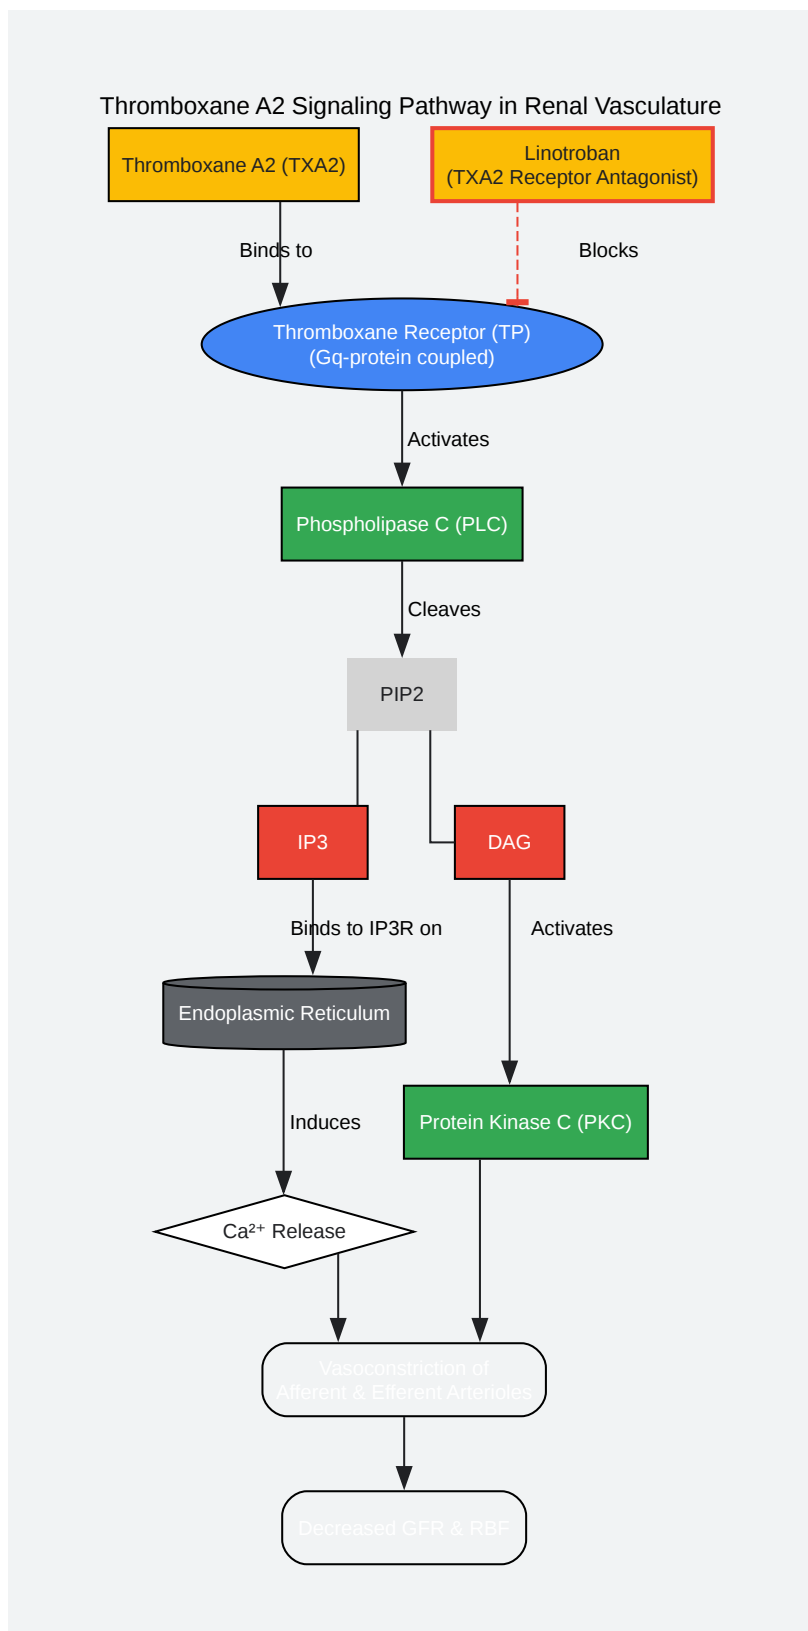 Thromboxane A2 Signaling Pathway in Renal Vasculature
Thromboxane A2 (TXA2)
Linotroban
(TXA2 Receptor Antagonist)
Binds to
Blocks
Thromboxane Receptor (TP)
(Gq-protein coupled)
Activates
Phospholipase C (PLC)
Cleaves
PIP2
IP3
DAG
Binds to IP3R on
Activates
Endoplasmic Reticulum
Induces
Protein Kinase C (PKC)
Ca²⁺ Release
Vasoconstriction of
Afferent & Efferent Arterioles
Decreased GFR & RBF